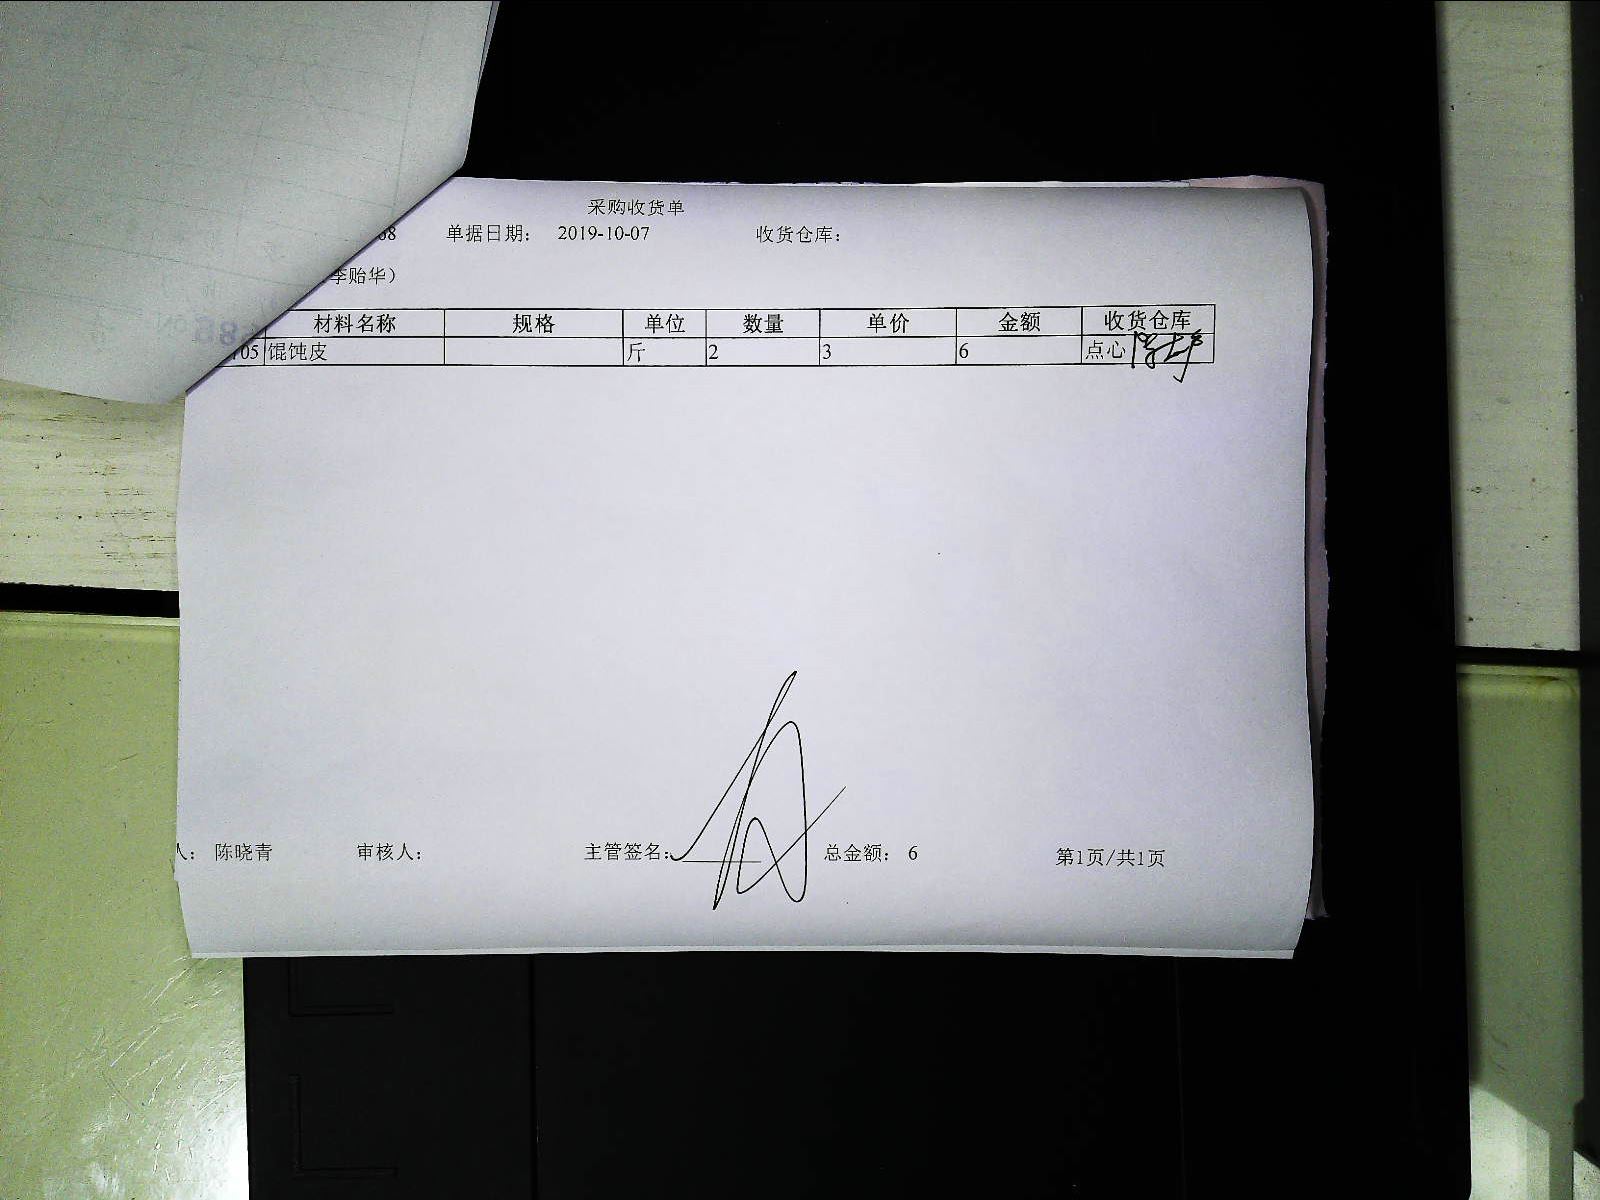 采购收货单
68 单据日期： 2019-10-07 收货仓库：
李贻华）
材料名称 规格 单位 数量 单价 金额 收货仓库
705 馄饨皮 斤 2 3 6 点心
人： 陈晓青 审核人： 主管签名： 总金额： 6 第1页/共1页